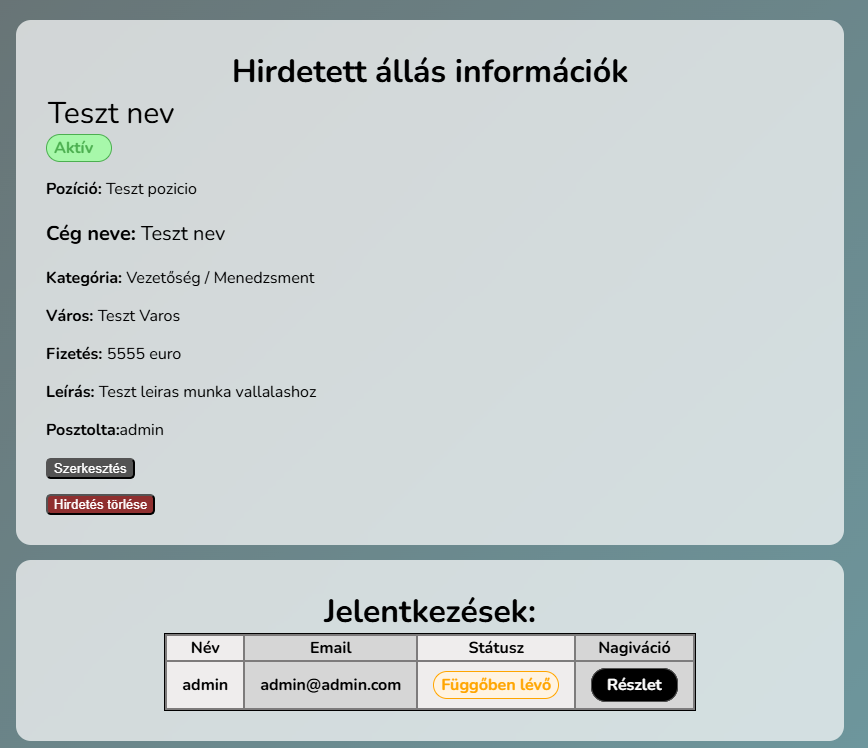 Hirdetett állás információk
Teszt nev
Aktív
Pozíció: Teszt pozicio
Cég neve: Teszt nev
Kategória: Vezetőség / Menedzsment
Város: Teszt Varos
Fizetés: 5555 euro
Leírás: Teszt leiras munka vallalashoz
Posztolta:admin
Szerkesztés
Hirdetés törlése
Jelentkezések:
Név Email Státusz Nagiváció
admin admin@admin.com Függőben lévő Részlet